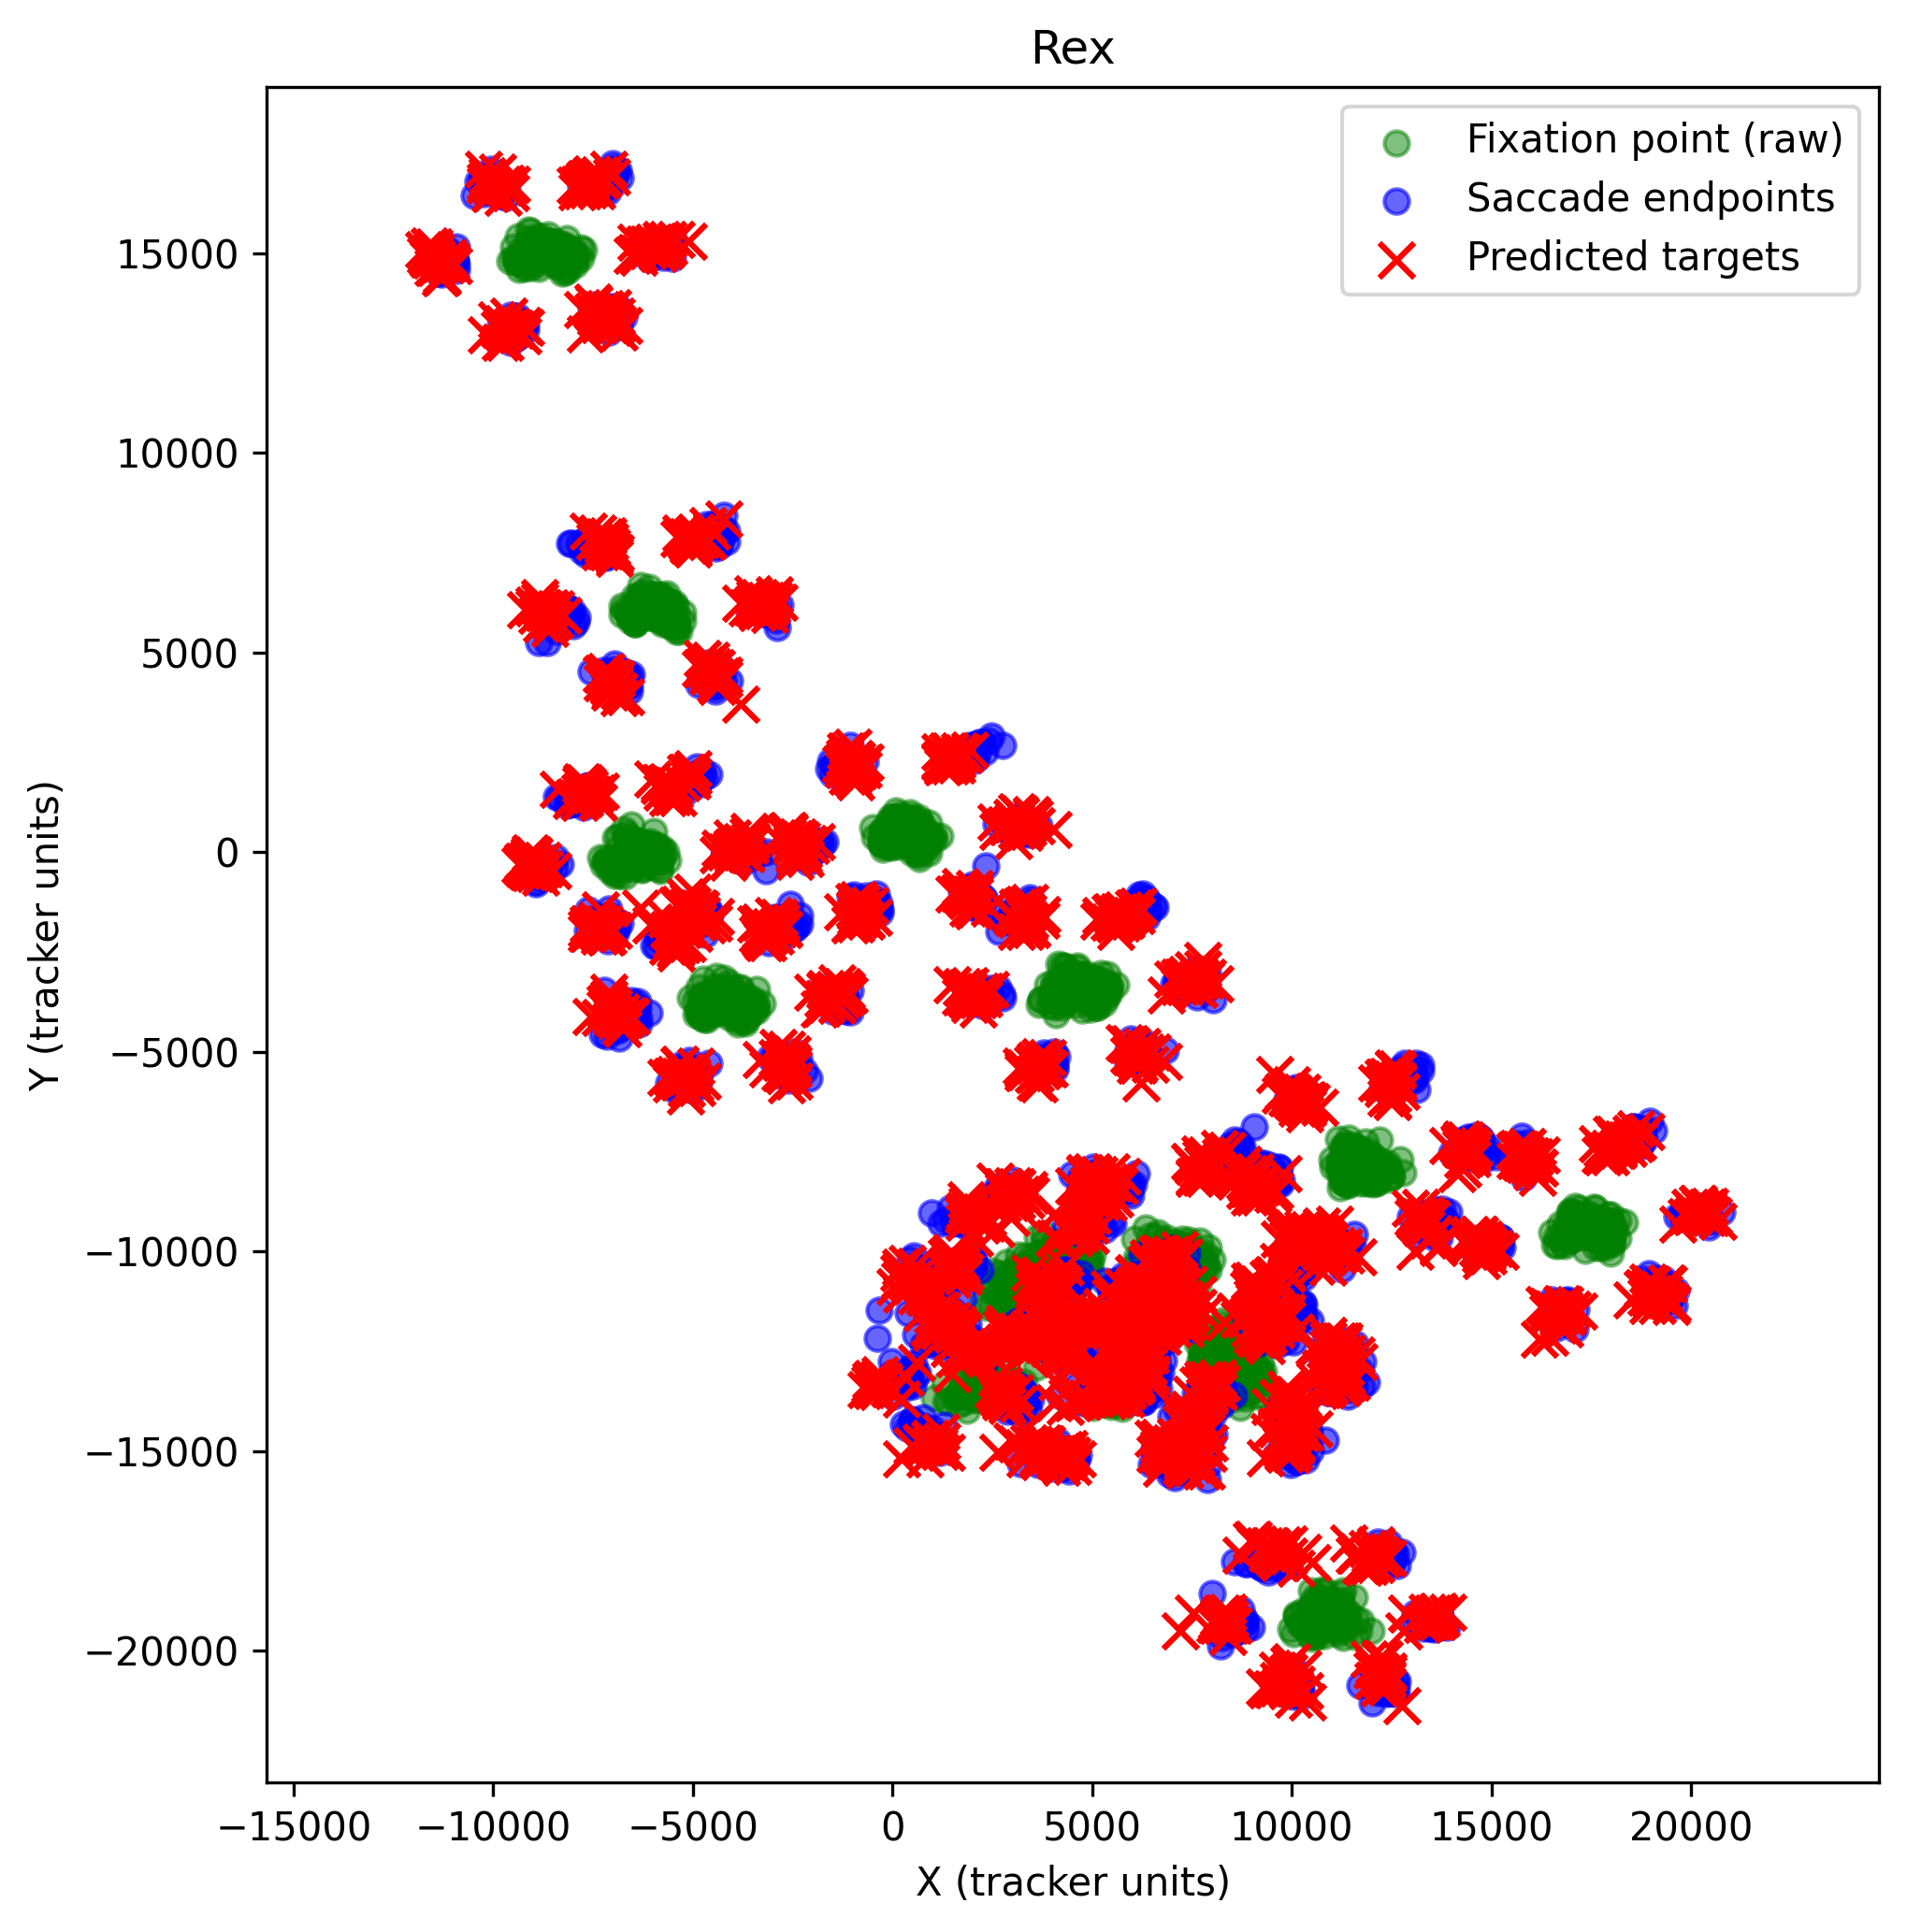 Rex
Fixation point (raw)
Saccade endpoints
Predicted targets
15000
10000
5000
0
−5000
−10000
−15000
−20000
Y (tracker units)
−15000 −10000 −5000 0 5000 10000 15000 20000
X (tracker units)